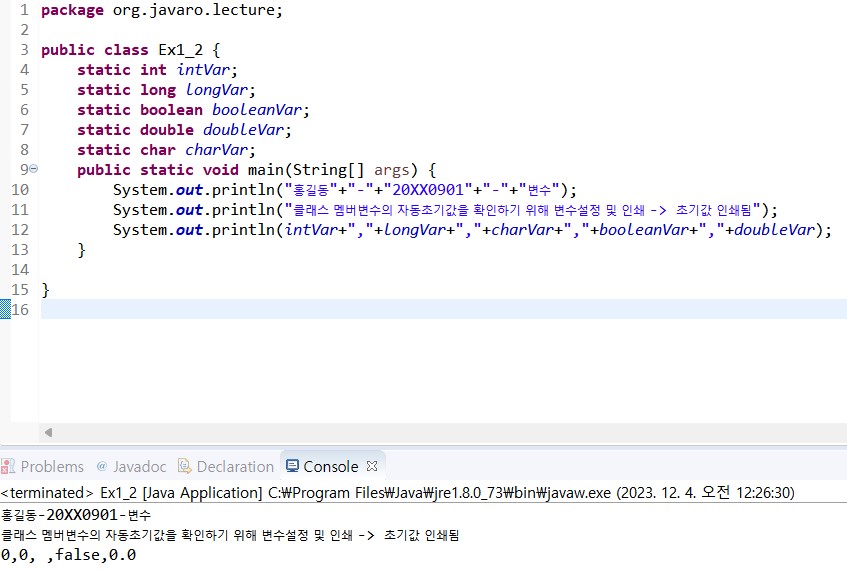 1 package org.javaro.lecture;
2
3 public class Ex1_2 {
4 static int intVar;
5 static long longVar;
6 static boolean booleanVar;
7 static double doubleVar;
8 static char charVar;
9 public static void main(String[] args) {
10 System.out.println("홍길동"+"-"+"20XX0901"+"-"+"변수");
11 System.out.println("클래스 멤버변수의 자동초기값을 확인하기 위해 변수설정 및 인쇄 -> 초기값 인쇄됨");
12 System.out.println(intVar+","+longVar+","+charVar+","+booleanVar+","+doubleVar);
13 }
14
15 }
16
Problems @ Javadoc Declaration Console
<terminated> Ex1_2 [Java Application] C:₩Program Files₩Java₩jre1.8.0_73₩bin₩javaw.exe (2023. 12. 4. 오전 12:26:30)
홍길동-20XX0901-변수
클래스 멤버변수의 자동초기값을 확인하기 위해 변수설정 및 인쇄 -> 초기값 인쇄됨
0,0, ,false,0.0